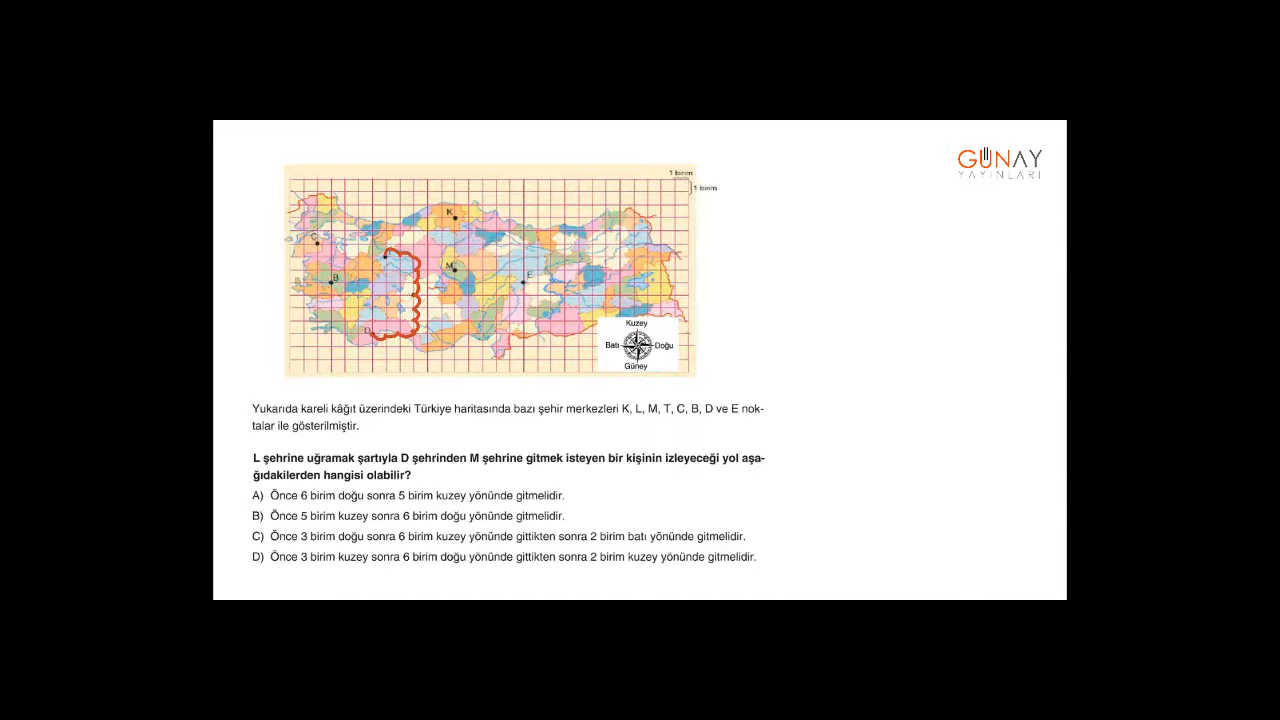 GÜNAY
YAYINLARI
1 birim
1 birim
K
C
M
B
E
D
Kuzey
Batı
Doğu
Güney
Yukarıda kareli kâğıt üzerindeki Türkiye haritasında bazı şehir merkezleri K, L, M, T, C, B, D ve E nok-
talar ile gösterilmiştir.
L şehrine uğramak şartıyla D şehrinden M şehrine gitmek isteyen bir kişinin izleyeceği yol aşa-
ğıdakilerden hangisi olabilir?
A) Önce 6 birim doğu sonra 5 birim kuzey yönünde gitmelidir.
B) Önce 5 birim kuzey sonra 6 birim doğu yönünde gitmelidir.
C) Önce 3 birim doğu sonra 6 birim kuzey yönünde gittikten sonra 2 birim batı yönünde gitmelidir.
D) Önce 3 birim kuzey sonra 6 birim doğu yönünde gittikten sonra 2 birim kuzey yönünde gitmelidir.